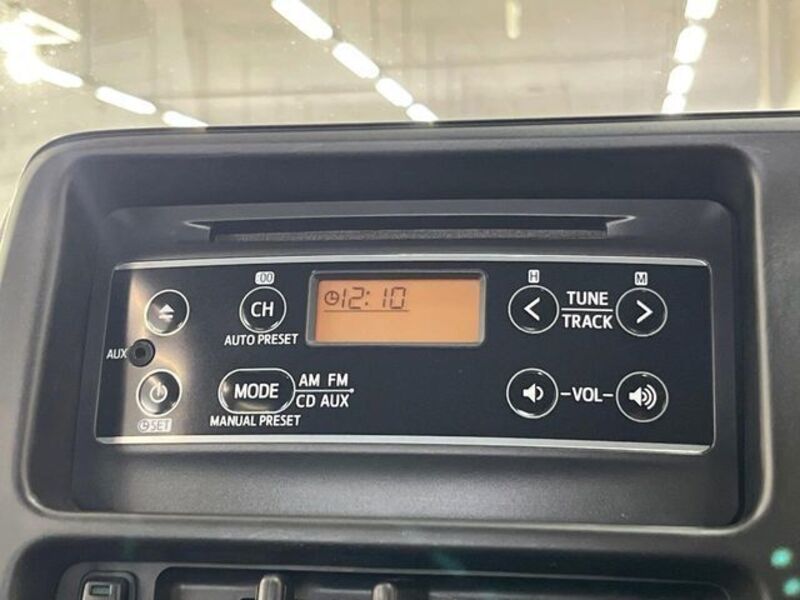 :00
CH
AUTO PRESET
12:10
H
M
TUNE
TRACK
AUX
MODE
AM FM
CD AUX
MANUAL PRESET
-VOL-
SET